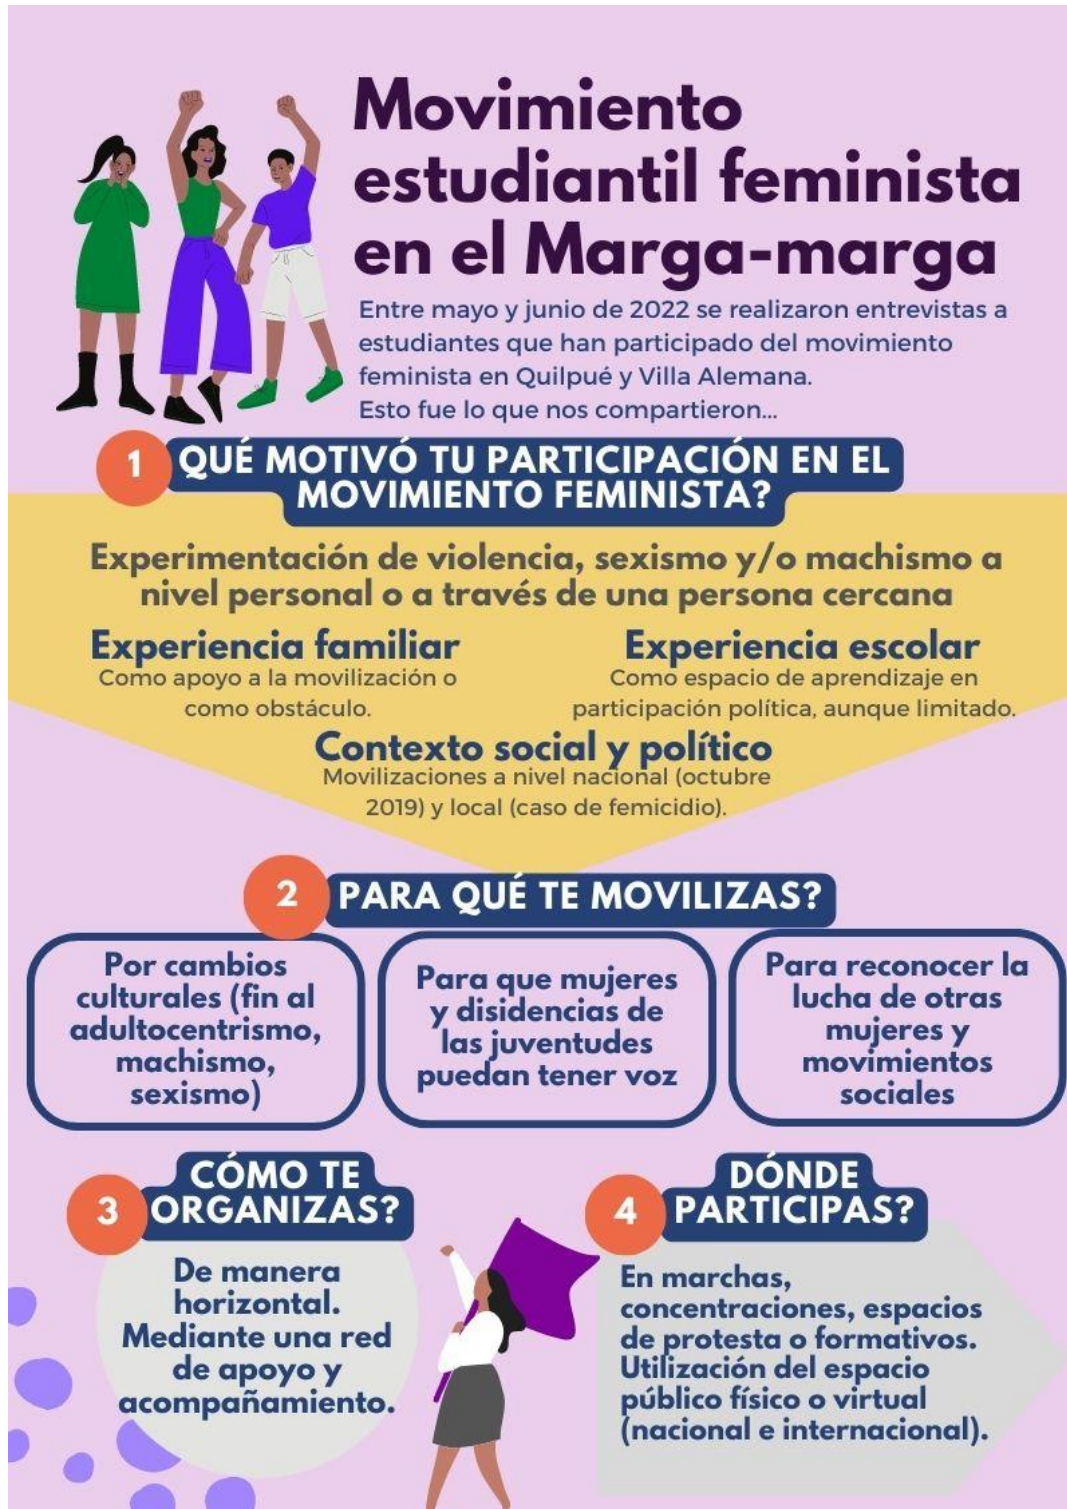 Movimiento
estudiantil feminista
en el Marga-marga
Entre mayo y junio de 2022 se realizaron entrevistas a
estudiantes que han participado del movimiento
feminista en Quilpué y Villa Alemana.
Esto fue lo que nos compartieron...
1 QUÉ MOTIVÓ TU PARTICIPACIÓN EN EL
MOVIMIENTO FEMINISTA?
Experimentación de violencia, sexismo y/o machismo a
nivel personal o a través de una persona cercana
Experiencia familiar
Como apoyo a la movilización o
como obstáculo.
Experiencia escolar
Como espacio de aprendizaje en
participación política, aunque limitado.
Contexto social y político
Movilizaciones a nivel nacional (octubre
2019) y local (caso de femicidio).
2 PARA QUÉ TE MOVILIZAS?
Por cambios
culturales (fin al
adultocentrismo,
machismo,
sexismo)
Para que mujeres
y disidencias de
las juventudes
puedan tener voz
Para reconocer la
lucha de otras
mujeres y
movimientos
sociales
3 CÓMO TE
ORGANIZAS?
De manera
horizontal.
Mediante una red
de apoyo y
acompañamiento.
4 DÓNDE
PARTICIPAS?
En marchas,
concentraciones, espacios
de protesta o formativos.
Utilización del espacio
público físico o virtual
(nacional e internacional).